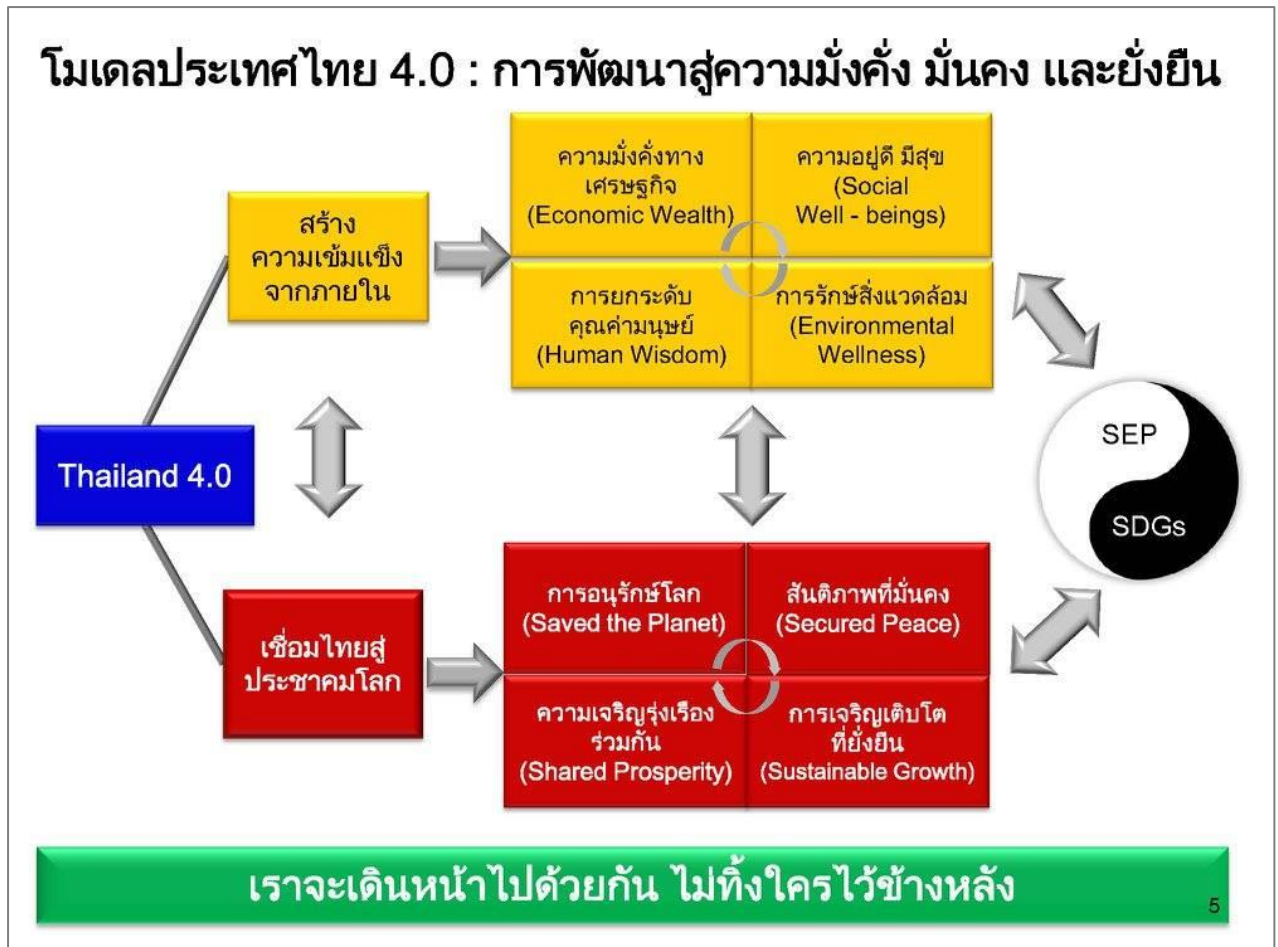 โมเดลประเทศไทย 4.0 : การพัฒนาสู่ความมั่งคั่ง มั่นคง และยั่งยืน
สร้าง
ความเข้มแข็ง
จากภายใน
ความมั่งคั่งทาง
เศรษฐกิจ
(Economic Wealth)
ความอยู่ดี มีสุข
(Social
Well - beings)
การยกระดับ
คุณค่ามนุษย์
(Human Wisdom)
การรักษ์สิ่งแวดล้อม
(Environmental
Wellness)
Thailand 4.0
SEP
SDGs
เชื่อมไทยสู่
ประชาคมโลก
การอนุรักษ์โลก
(Saved the Planet)
สันติภาพที่มั่นคง
(Secured Peace)
ความเจริญรุ่งเรือง
ร่วมกัน
(Shared Prosperity)
การเจริญเติบโต
ที่ยั่งยืน
(Sustainable Growth)
เราจะเดินหน้าไปด้วยกัน ไม่ทิ้งใครไว้ข้างหลัง
5